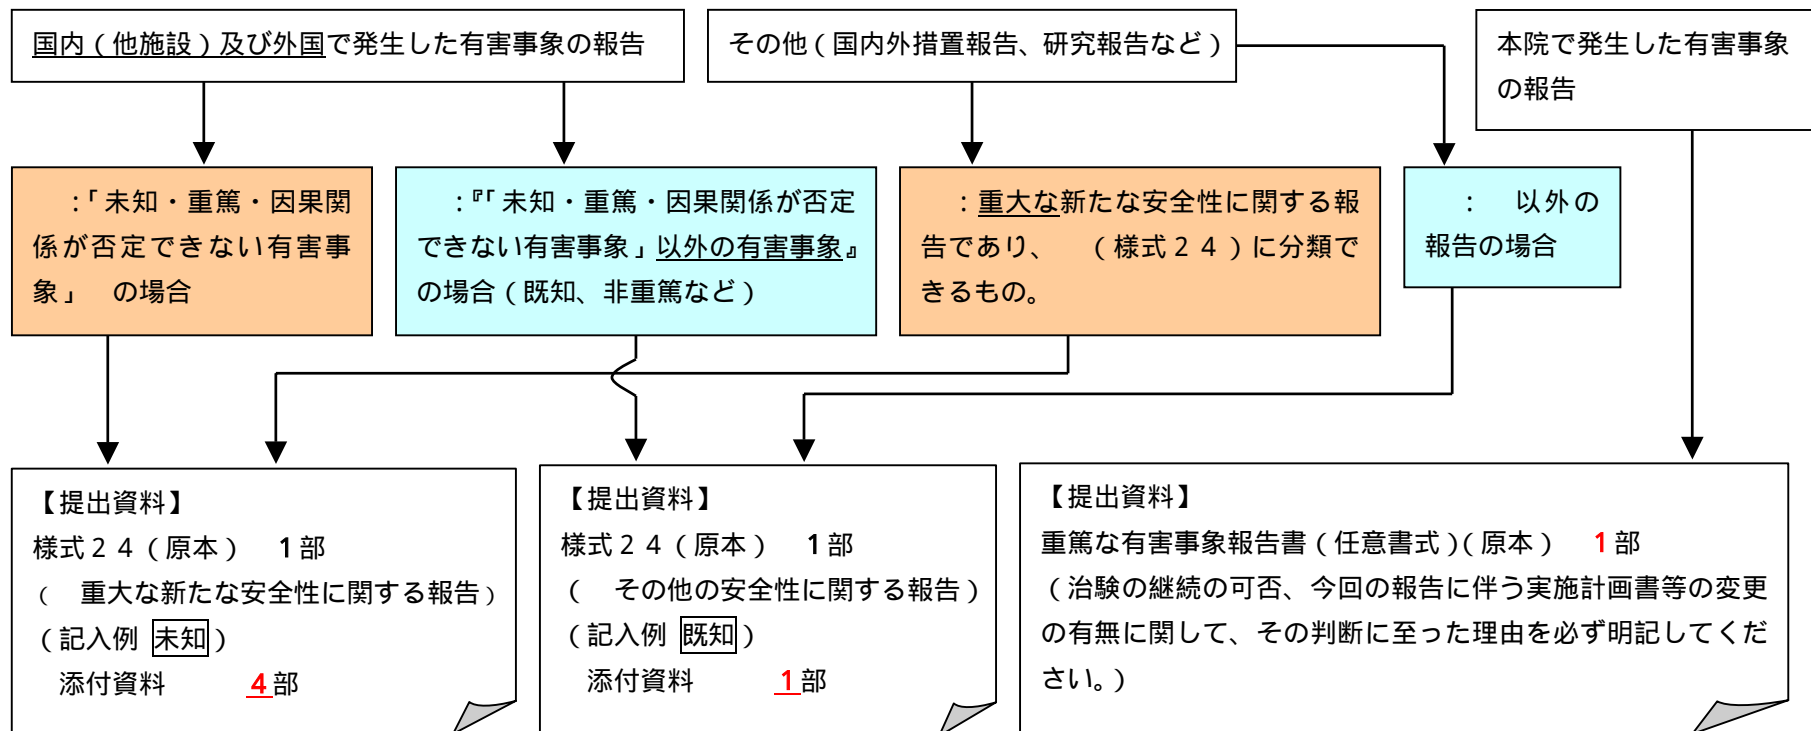 国内（他施設）及び外国で発生した有害事象の報告
その他（国内外措置報告、研究報告など）
本院で発生した有害事象
の報告
：「未知・重篤・因果関
係が否定できない有害事
象」　の場合
：『「未知・重篤・因果関係が否定
できない有害事象」以外の有害事象』
の場合（既知、非重篤など）
：重大な新たな安全性に関する報
告であり、　（様式２４）に分類で
きるもの。
：　以外の
報告の場合
【提出資料】
様式２４（原本）　1部
（　重大な新たな安全性に関する報告）
（記入例 未知）
添付資料　4部
【提出資料】
様式２４（原本）　1部
（　その他の安全性に関する報告）
（記入例 既知）
添付資料　1部
【提出資料】
重篤な有害事象報告書（任意書式）（原本）　1部
（治験の継続の可否、今回の報告に伴う実施計画書等の変更
の有無に関して、その判断に至った理由を必ず明記してくだ
さい。）